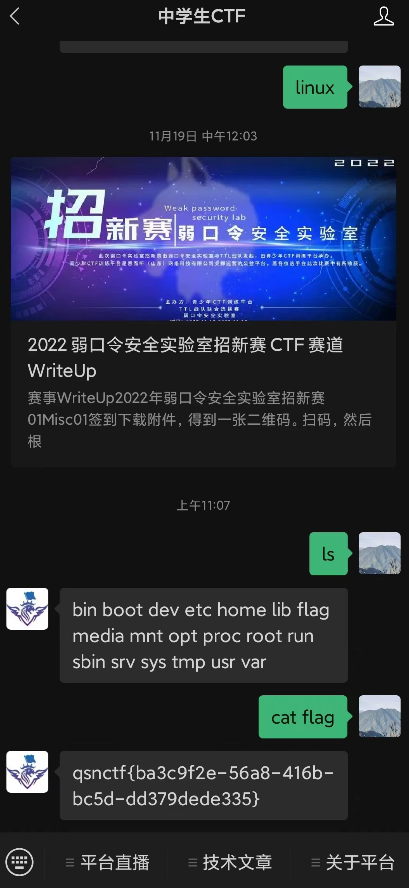 中学生CTF
linux
11月19日 中午12:03
2022
Weak password
security lab
招新赛 弱口令安全实验室
2022 弱口令安全实验室招新赛 CTF 赛道
WriteUp
赛事WriteUp2022年弱口令安全实验室招新赛
01Misc01签到下载附件，得到一张二维码。扫码，然后
根
上午11:07
ls
bin boot dev etc home lib flag
media mnt opt proc root run
sbin srv sys tmp usr var
cat flag
qsnctf{ba3c9f2e-56a8-416b-
bc5d-dd379dede335}
平台直播
技术文章
关于平台